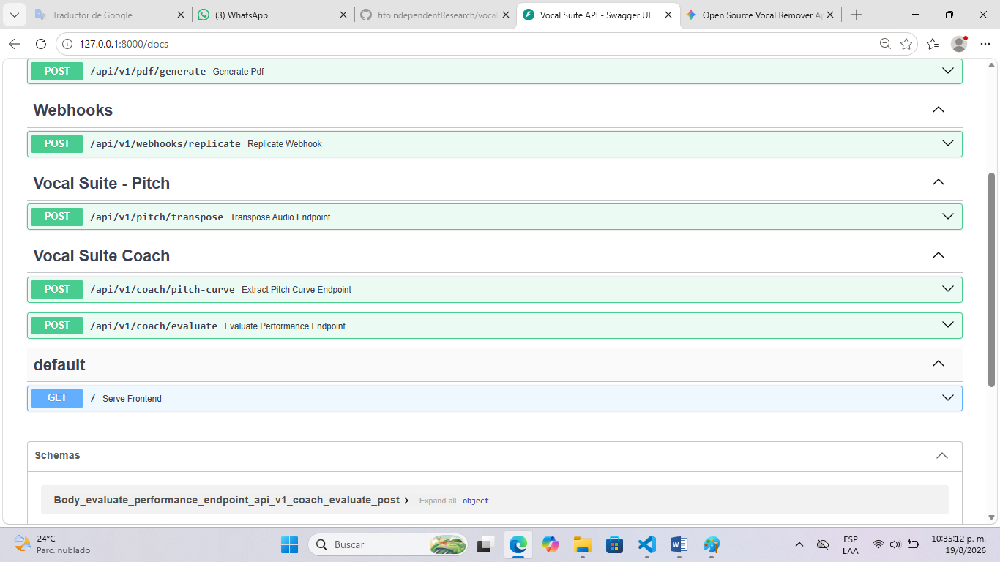 Traductor de Google
(3) WhatsApp
titoindependentResearch/vocal
Vocal Suite API - Swagger UI
Open Source Vocal Remover Ap
127.0.0.1:8000/docs
POST /api/v1/pdf/generate Generate Pdf
Webhooks
POST /api/v1/webhooks/replicate Replicate Webhook
Vocal Suite - Pitch
POST /api/v1/pitch/transpose Transpose Audio Endpoint
Vocal Suite Coach
POST /api/v1/coach/pitch-curve Extract Pitch Curve Endpoint
POST /api/v1/coach/evaluate Evaluate Performance Endpoint
default
GET / Serve Frontend
Schemas
Body_evaluate_performance_endpoint_api_v1_coach_evaluate_post Expand all object
24°C
Parc. nublado
Buscar
ESP
LAA
10:35:12 p. m.
19/8/2026